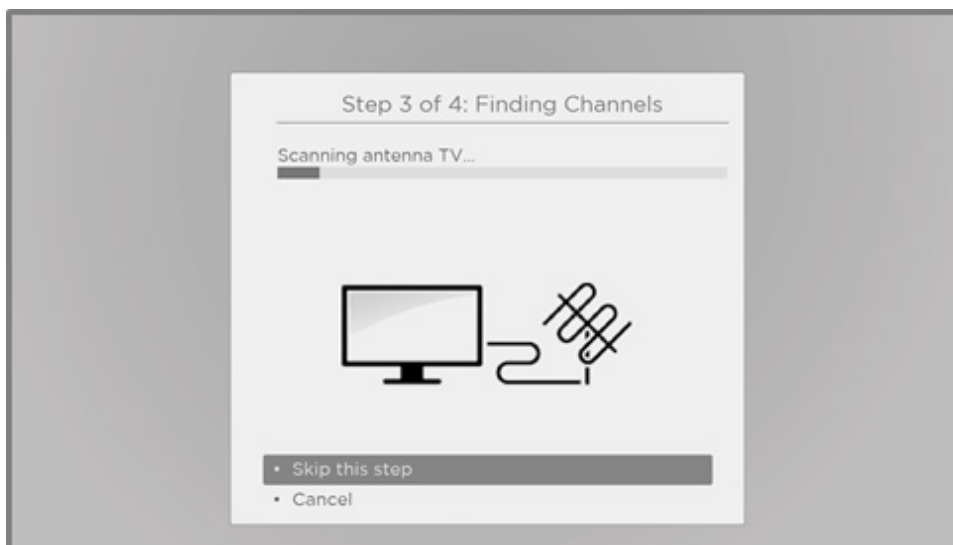 Step 3 of 4: Finding Channels
Scanning antenna TV...
• Skip this step
• Cancel